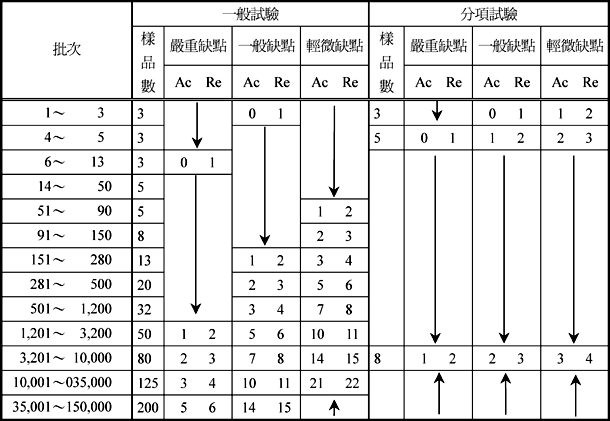 一般試驗 分項試驗
批次 樣品數 嚴重缺點 一般缺點 輕微缺點 樣品數 嚴重缺點 一般缺點 輕微缺點
Ac Re Ac Re Ac Re Ac Re Ac Re Ac Re
1～ 3 3 0 1 3 0 1 1 2
4～ 5 3 5 0 1 1 2 2 3
6～ 13 3 0 1
14～ 50 5
51～ 90 5 1 2
91～ 150 8 2 3
151～ 280 13 1 2 3 4
281～ 500 20 2 3 5 6
501～ 1,200 32 3 4 7 8
1,201～ 3,200 50 1 2 5 6 10 11
3,201～ 10,000 80 2 3 7 8 14 15 8 1 2 2 3 3 4
10,001～035,000 125 3 4 10 11 21 22
35,001～150,000 200 5 6 14 15